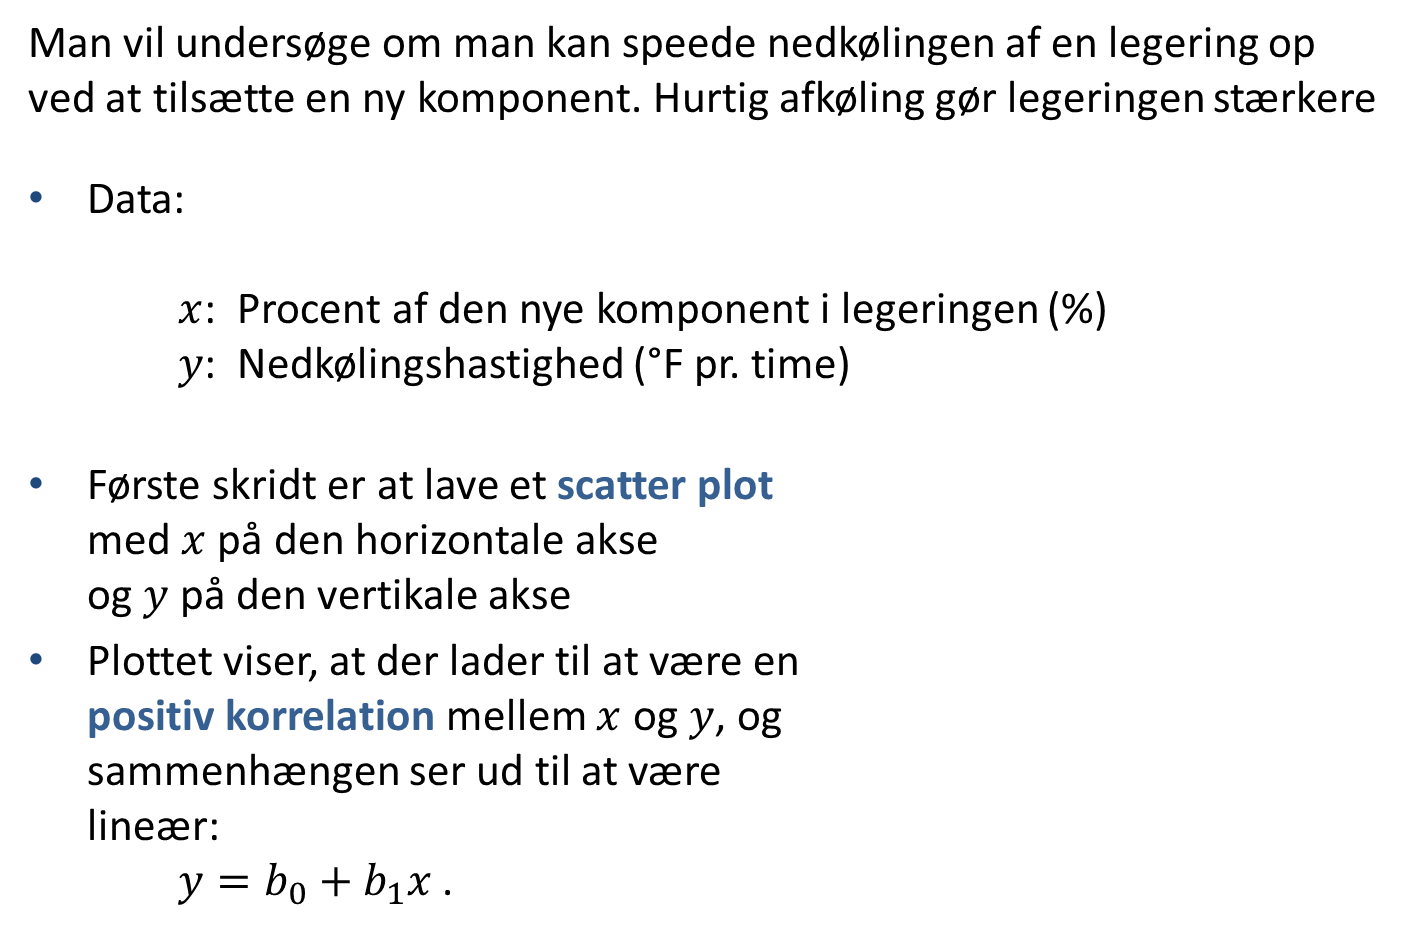 Man vil undersøge om man kan speede nedkølingen af en legering op
ved at tilsætte en ny komponent. Hurtig afkøling gør legeringen stærkere
• Data:
x: Procent af den nye komponent i legeringen (%)
y: Nedkølingshastighed (°F pr. time)
• Første skridt er at lave et scatter plot
med x på den horizontale akse
og y på den vertikale akse
• Plottet viser, at der lader til at være en
positiv korrelation mellem x og y, og
sammenhængen ser ud til at være
lineær:
y = b₀ + b₁x .